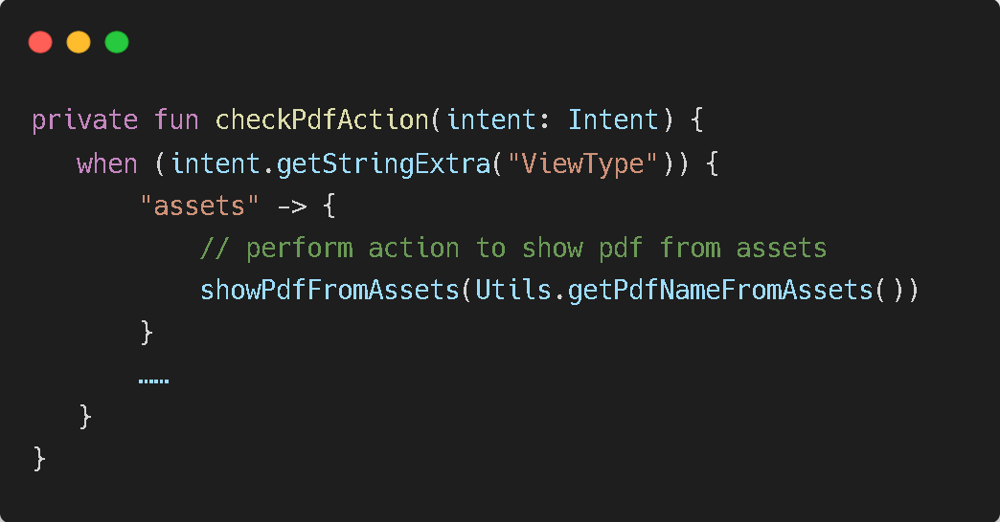 private fun checkPdfAction(intent: Intent) {
   when (intent.getStringExtra("ViewType")) {
       "assets" -> {
           // perform action to show pdf from assets
           showPdfFromAssets(Utils.getPdfNameFromAssets())
       }
       ……
   }
}